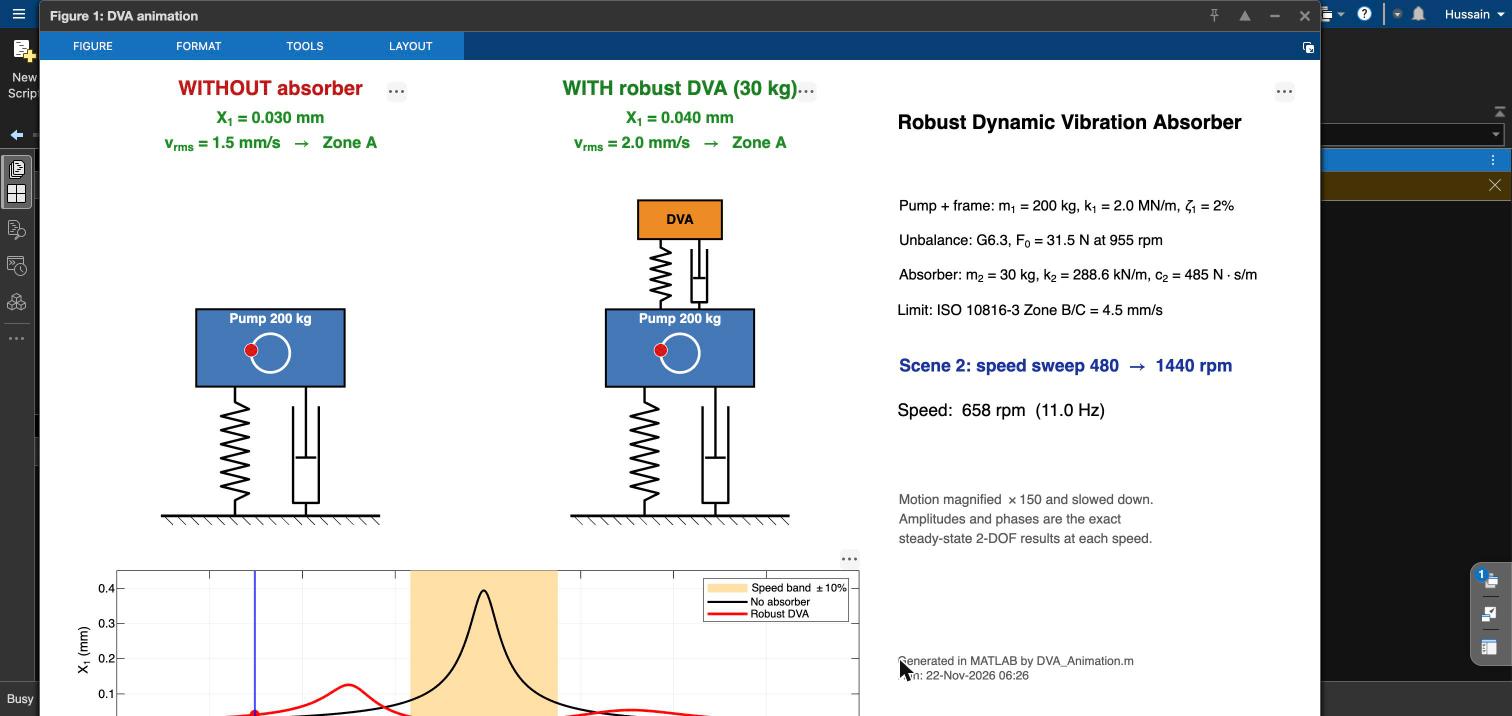 Figure 1: DVA animation
Hussain
FIGURE FORMAT TOOLS LAYOUT
New
Script
WITHOUT absorber
X₁ = 0.030 mm
vrms = 1.5 mm/s → Zone A
WITH robust DVA (30 kg)
X₁ = 0.040 mm
vrms = 2.0 mm/s → Zone A
DVA
Pump 200 kg
Pump 200 kg
Robust Dynamic Vibration Absorber
Pump + frame: m₁ = 200 kg, k₁ = 2.0 MN/m, ζ₁ = 2%
Unbalance: G6.3, F₀ = 31.5 N at 955 rpm
Absorber: m₂ = 30 kg, k₂ = 288.6 kN/m, c₂ = 485 N · s/m
Limit: ISO 10816-3 Zone B/C = 4.5 mm/s
Scene 2: speed sweep 480 → 1440 rpm
Speed: 658 rpm (11.0 Hz)
Motion magnified × 150 and slowed down.
Amplitudes and phases are the exact
steady-state 2-DOF results at each speed.
X₁ (mm)
0.4
0.3
0.2
0.1
Speed band ± 10%
No absorber
Robust DVA
Generated in MATLAB by DVA_Animation.m
22-Nov-2026 06:26
1
Busy